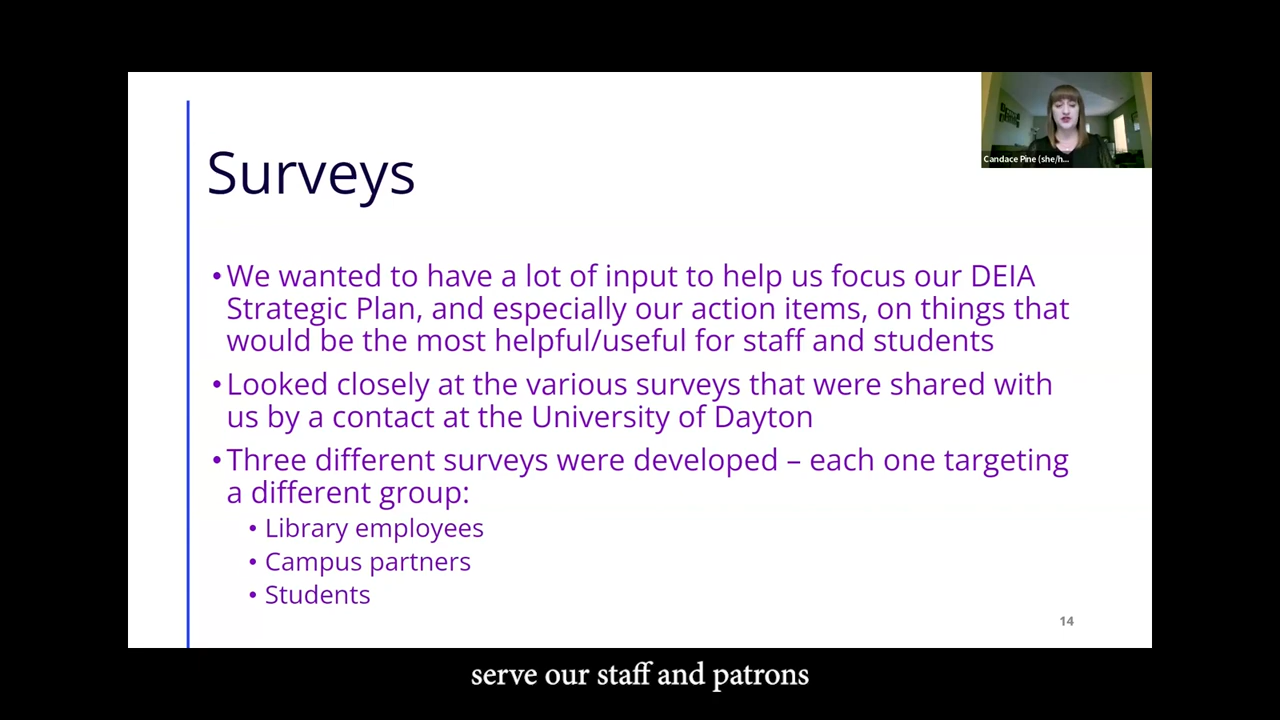 Surveys
Candace Pine (she/h...
• We wanted to have a lot of input to help us focus our DEIA
Strategic Plan, and especially our action items, on things that
would be the most helpful/useful for staff and students
• Looked closely at the various surveys that were shared with
us by a contact at the University of Dayton
• Three different surveys were developed – each one targeting
a different group:
• Library employees
• Campus partners
• Students
14
serve our staff and patrons